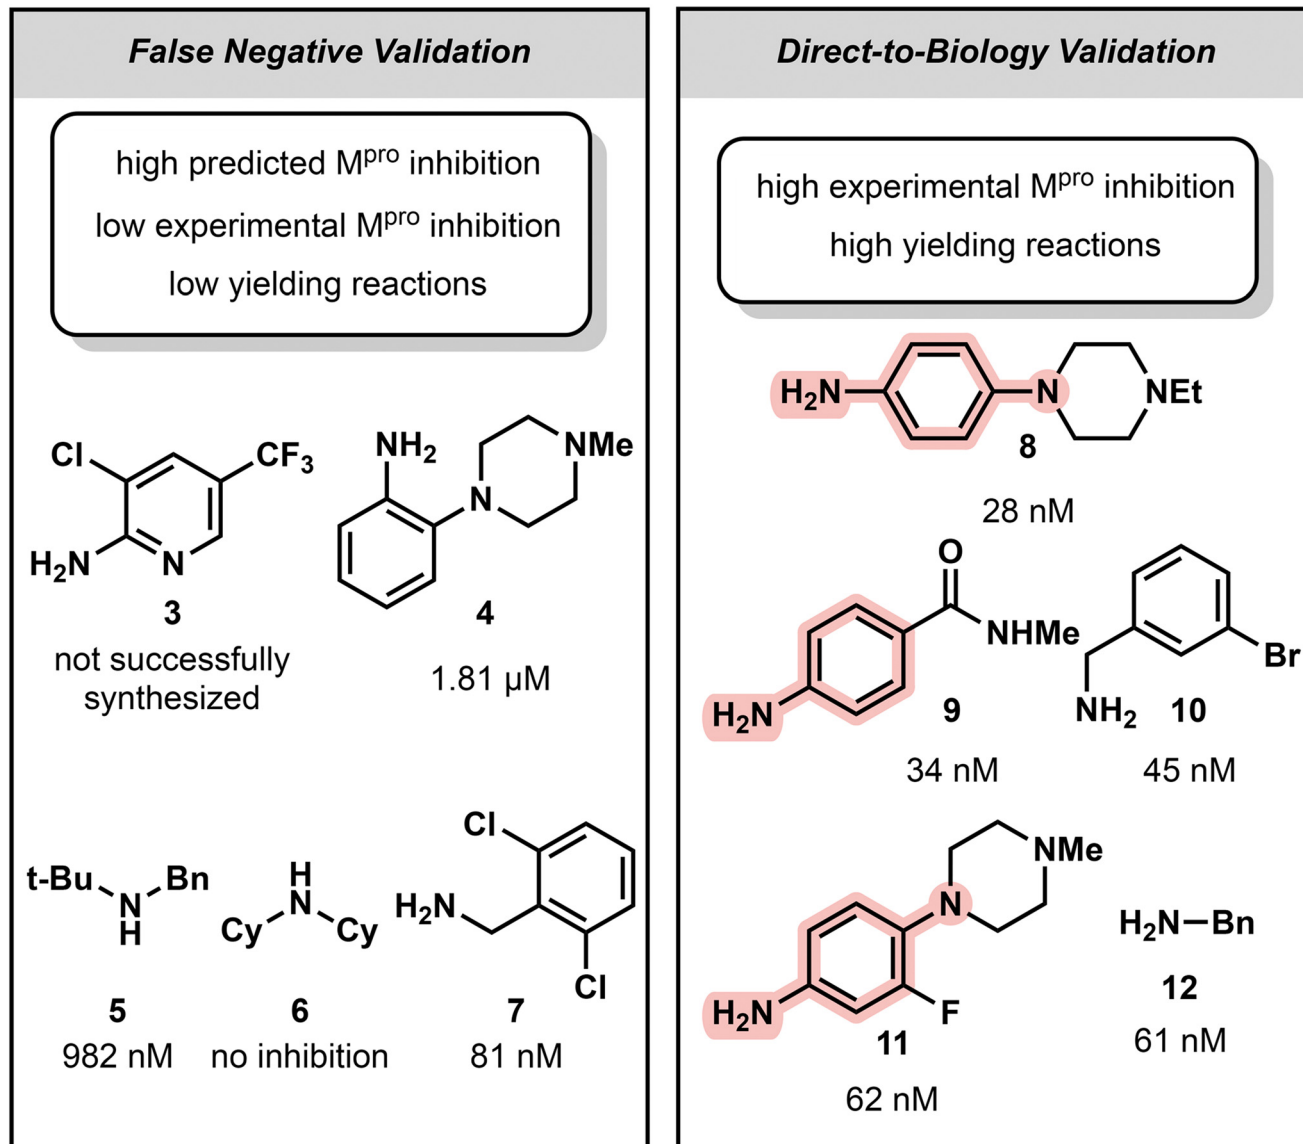 False Negative Validation
high predicted Mpro inhibition
low experimental Mpro inhibition
low yielding reactions
Cl
CF3
H2N
N
3
not successfully
synthesized
NH2
N
NMe
4
1.81 µM
t-Bu
N
H
Bn
5
982 nM
H
N
Cy
Cy
6
no inhibition
Cl
H2N
Cl
7
81 nM
Direct-to-Biology Validation
high experimental Mpro inhibition
high yielding reactions
H2N
N
NEt
8
28 nM
O
NHMe
H2N
9
34 nM
Br
NH2
10
45 nM
NMe
N
H2N
F
11
62 nM
H2N–Bn
12
61 nM